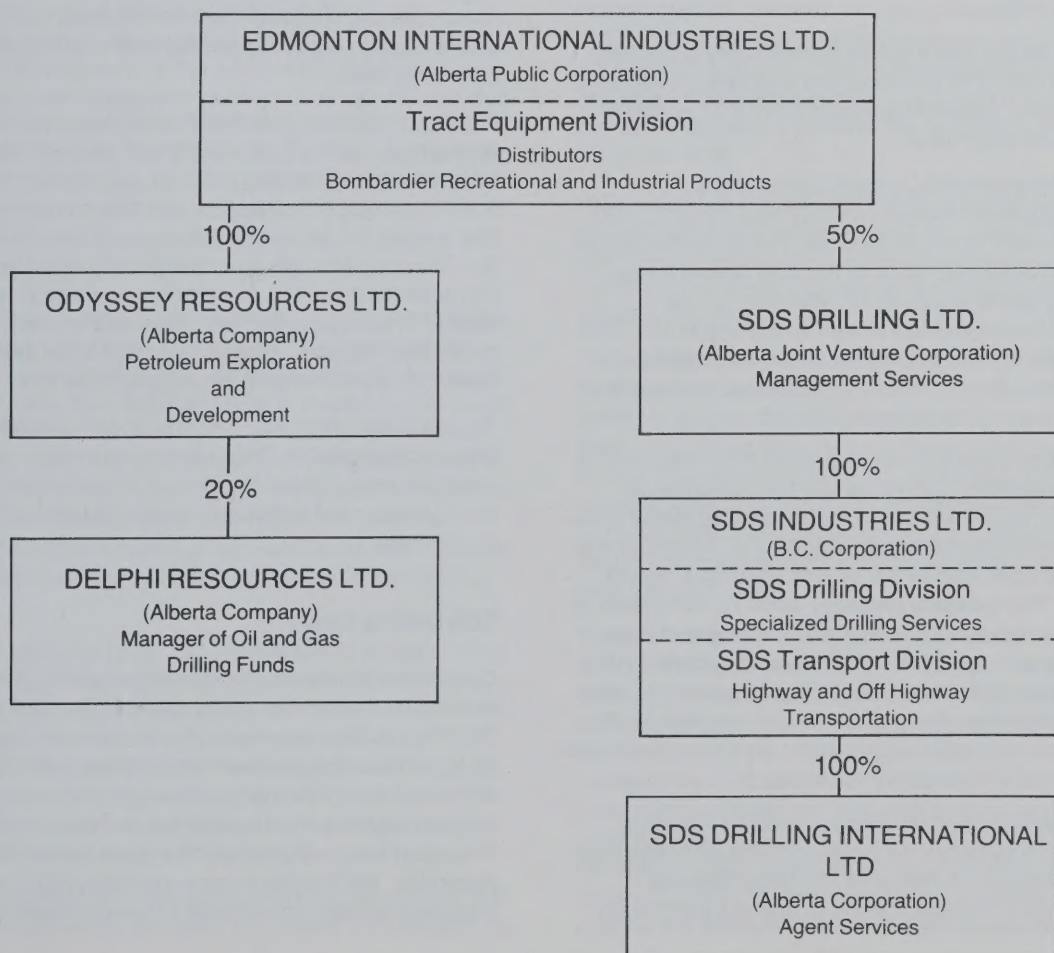 EDMONTON INTERNATIONAL INDUSTRIES LTD.
(Alberta Public Corporation)
Tract Equipment Division
Distributors
Bombardier Recreational and Industrial Products
100%
50%
ODYSSEY RESOURCES LTD.
(Alberta Company)
Petroleum Exploration
and
Development
20%
DELPHI RESOURCES LTD.
(Alberta Company)
Manager of Oil and Gas
Drilling Funds
SDS DRILLING LTD.
(Alberta Joint Venture Corporation)
Management Services
100%
SDS INDUSTRIES LTD.
(B.C. Corporation)
SDS Drilling Division
Specialized Drilling Services
SDS Transport Division
Highway and Off Highway
Transportation
100%
SDS DRILLING INTERNATIONAL
LTD
(Alberta Corporation)
Agent Services